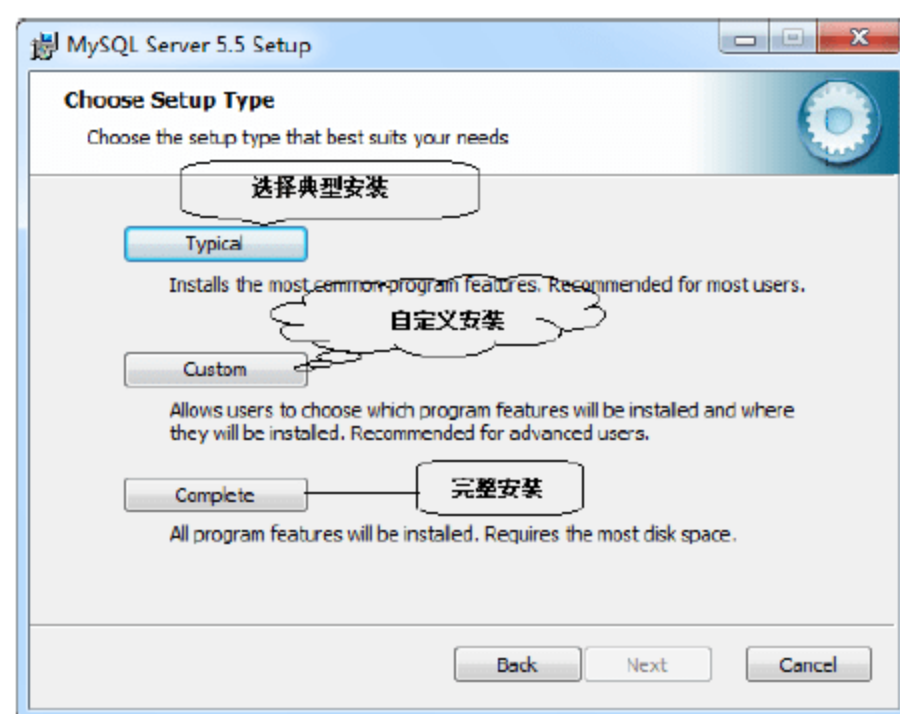 MySQL Server 5.5 Setup
Choose Setup Type
Choose the setup type that best suits your needs
选择典型安装
Typical
Installs the most common program features. Recommended for most users.
自定义安装
Custom
Allows users to choose which program features will be installed and where
they will be installed. Recommended for advanced users.
Complete
完整安装
All program features will be installed. Requires the most disk space.
Back
Next
Cancel